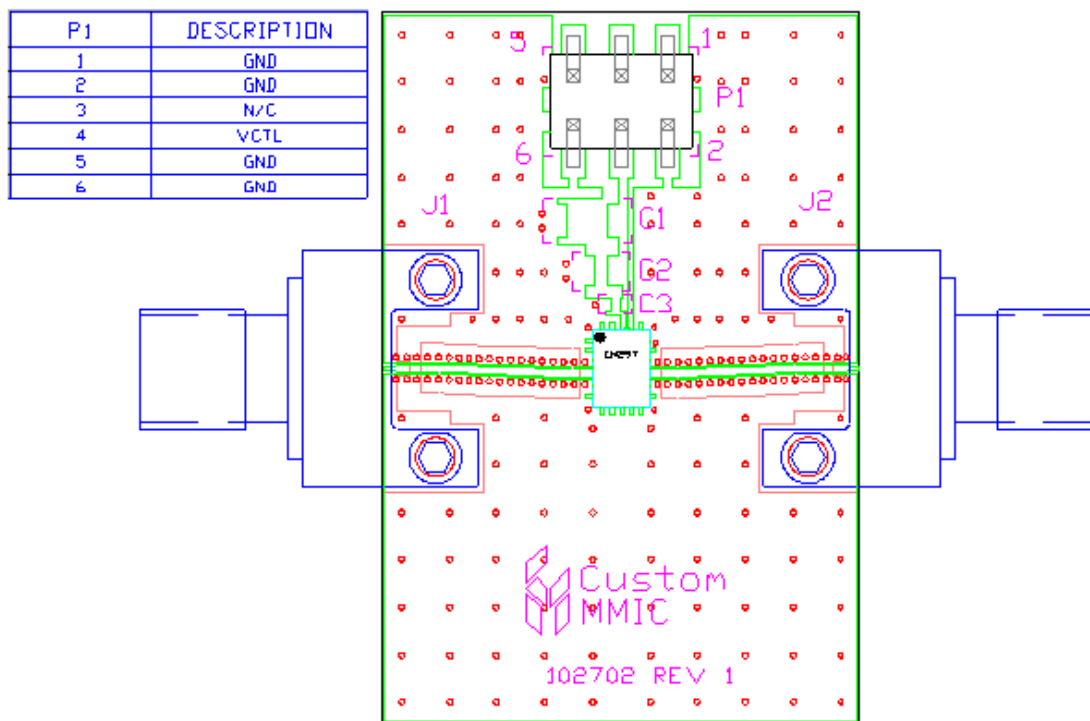 P1 DESCRIPTION
1 GND
2 GND
3 N/C
4 VCTL
5 GND
6 GND
5 1
P1
6 2
J1 J2
C1
C2
C3
Custom
MMIC
102702 REV 1